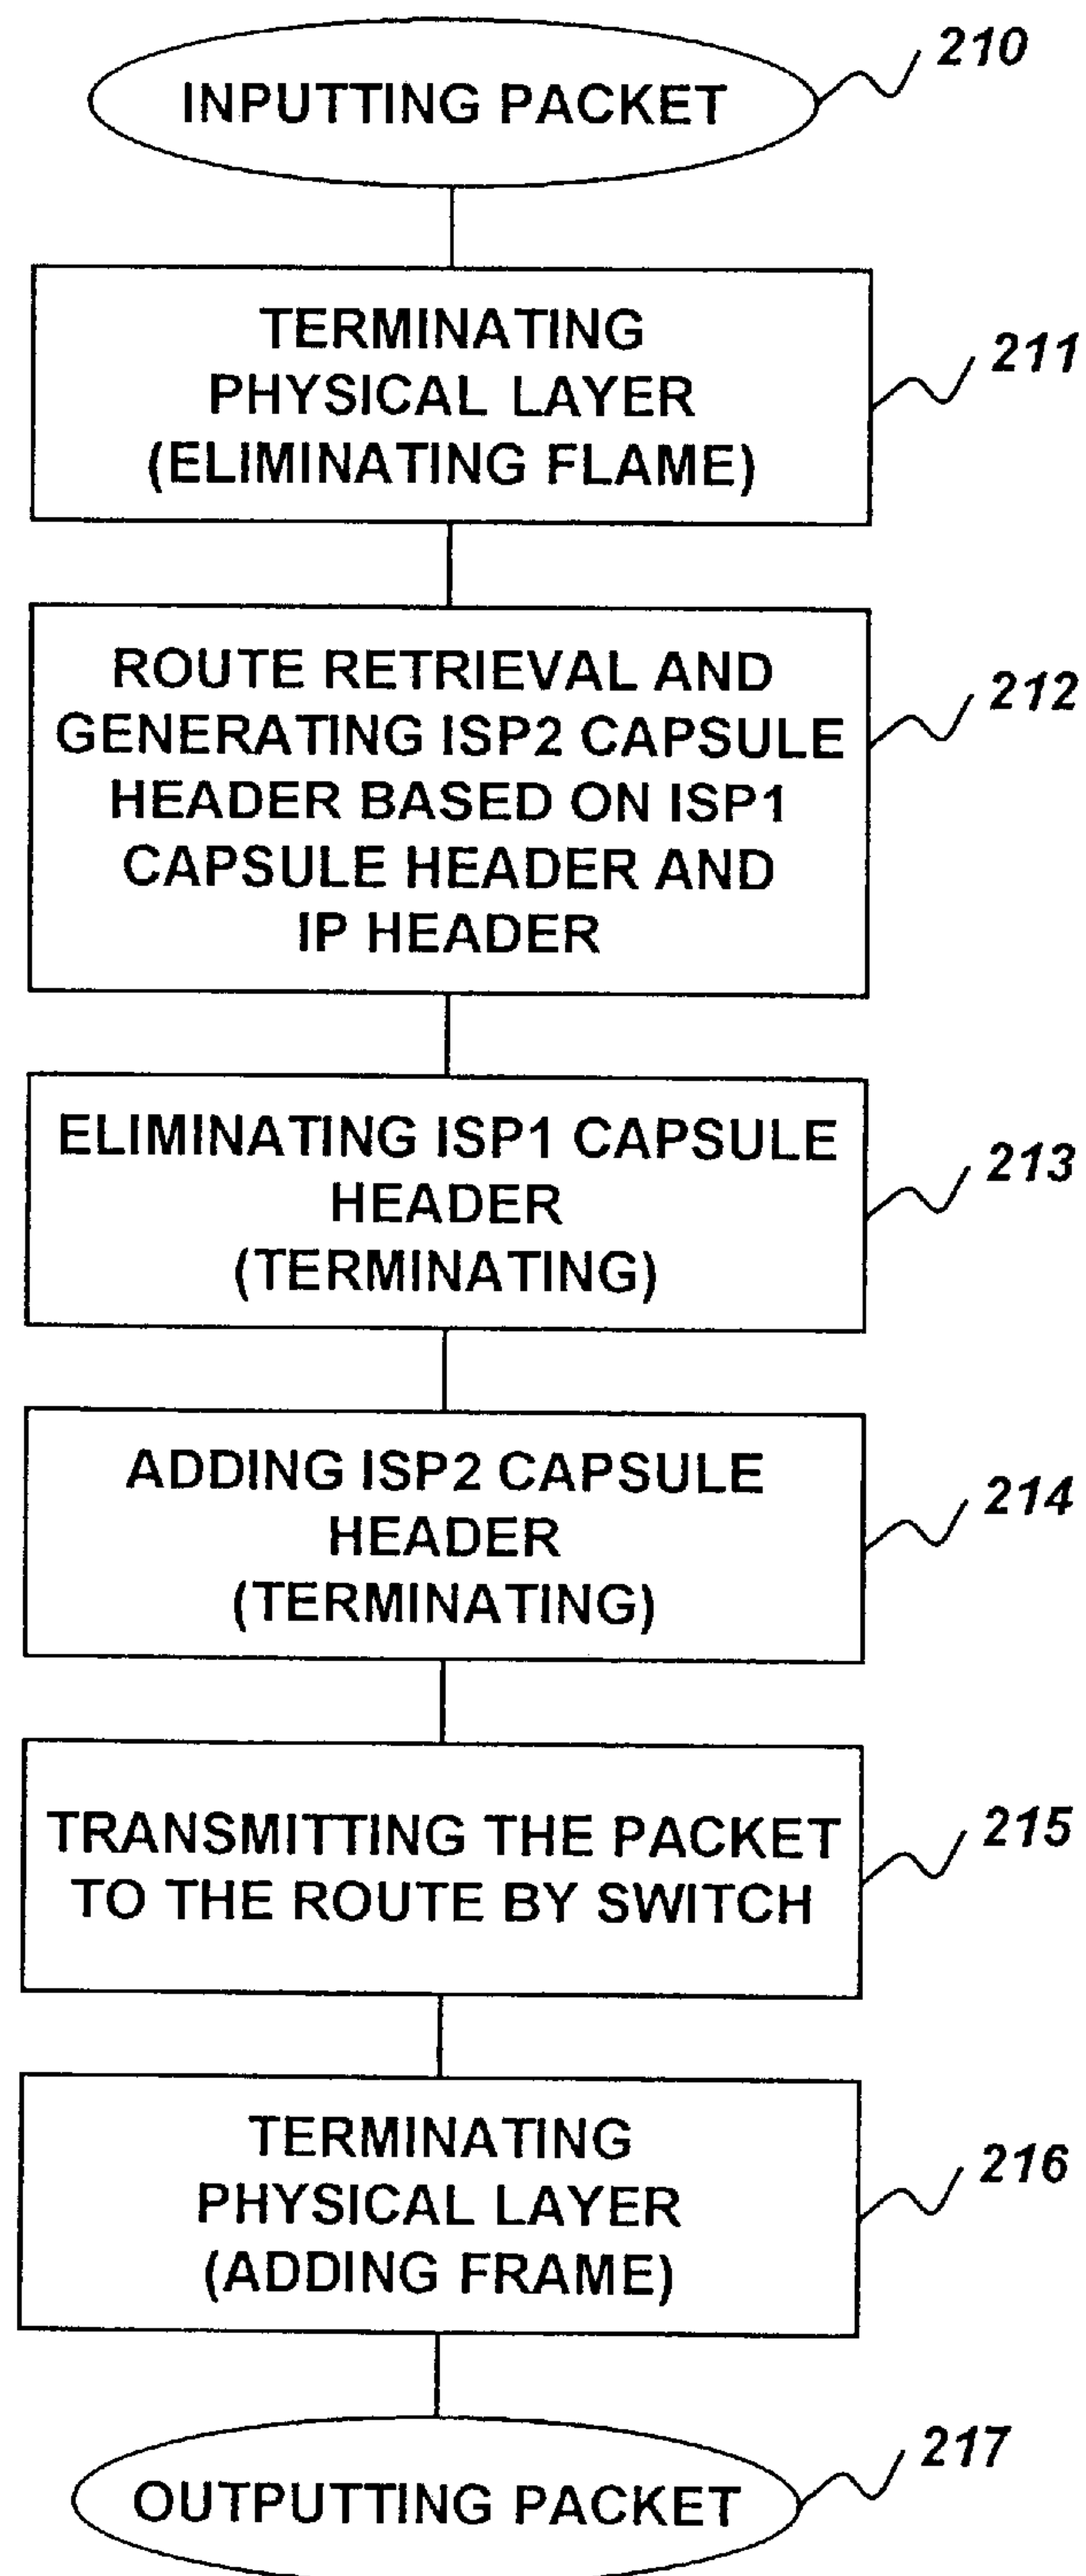 210
INPUTTING PACKET
211
TERMINATING
PHYSICAL LAYER
(ELIMINATING FLAME)
212
ROUTE RETRIEVAL AND
GENERATING ISP2 CAPSULE
HEADER BASED ON ISP1
CAPSULE HEADER AND
IP HEADER
213
ELIMINATING ISP1 CAPSULE
HEADER
(TERMINATING)
214
ADDING ISP2 CAPSULE
HEADER
(TERMINATING)
215
TRANSMITTING THE PACKET
TO THE ROUTE BY SWITCH
216
TERMINATING
PHYSICAL LAYER
(ADDING FRAME)
217
OUTPUTTING PACKET